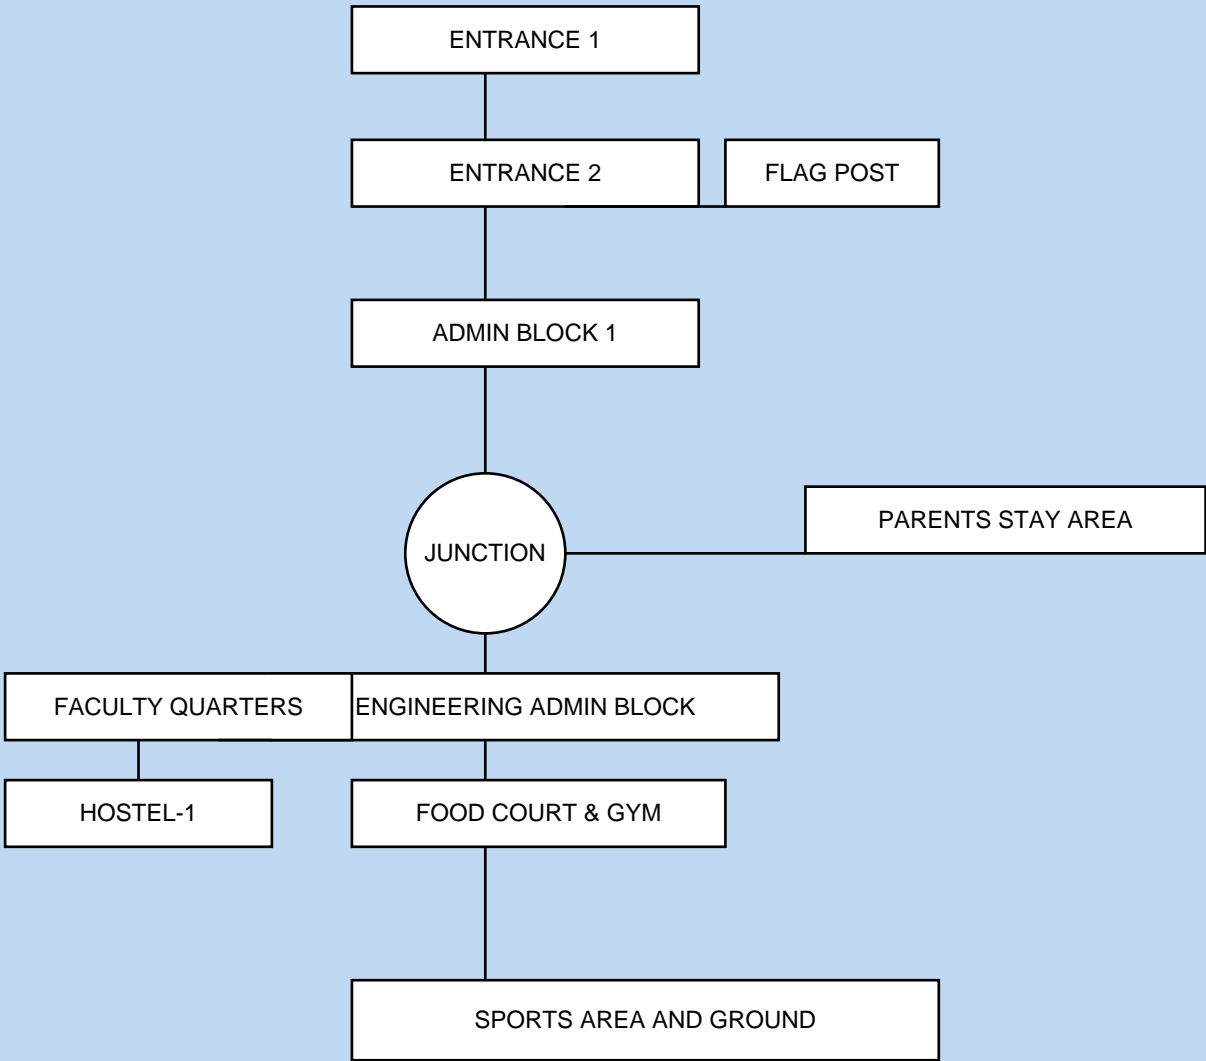 ENTRANCE 1
ENTRANCE 2
FLAG POST
ADMIN BLOCK 1
JUNCTION
PARENTS STAY AREA
FACULTY QUARTERS
ENGINEERING ADMIN BLOCK
HOSTEL-1
FOOD COURT & GYM
SPORTS AREA AND GROUND